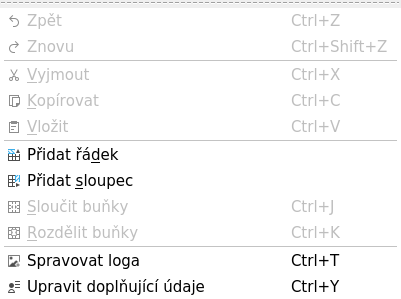 Zpět Ctrl+Z
Znovu Ctrl+Shift+Z
Vyjmout Ctrl+X
Kopírovat Ctrl+C
Vložit Ctrl+V
Přidat řádek
Přidat sloupec
Sloučit buňky Ctrl+J
Rozdělit buňky Ctrl+K
Spravovat loga Ctrl+T
Upravit doplňující údaje Ctrl+Y